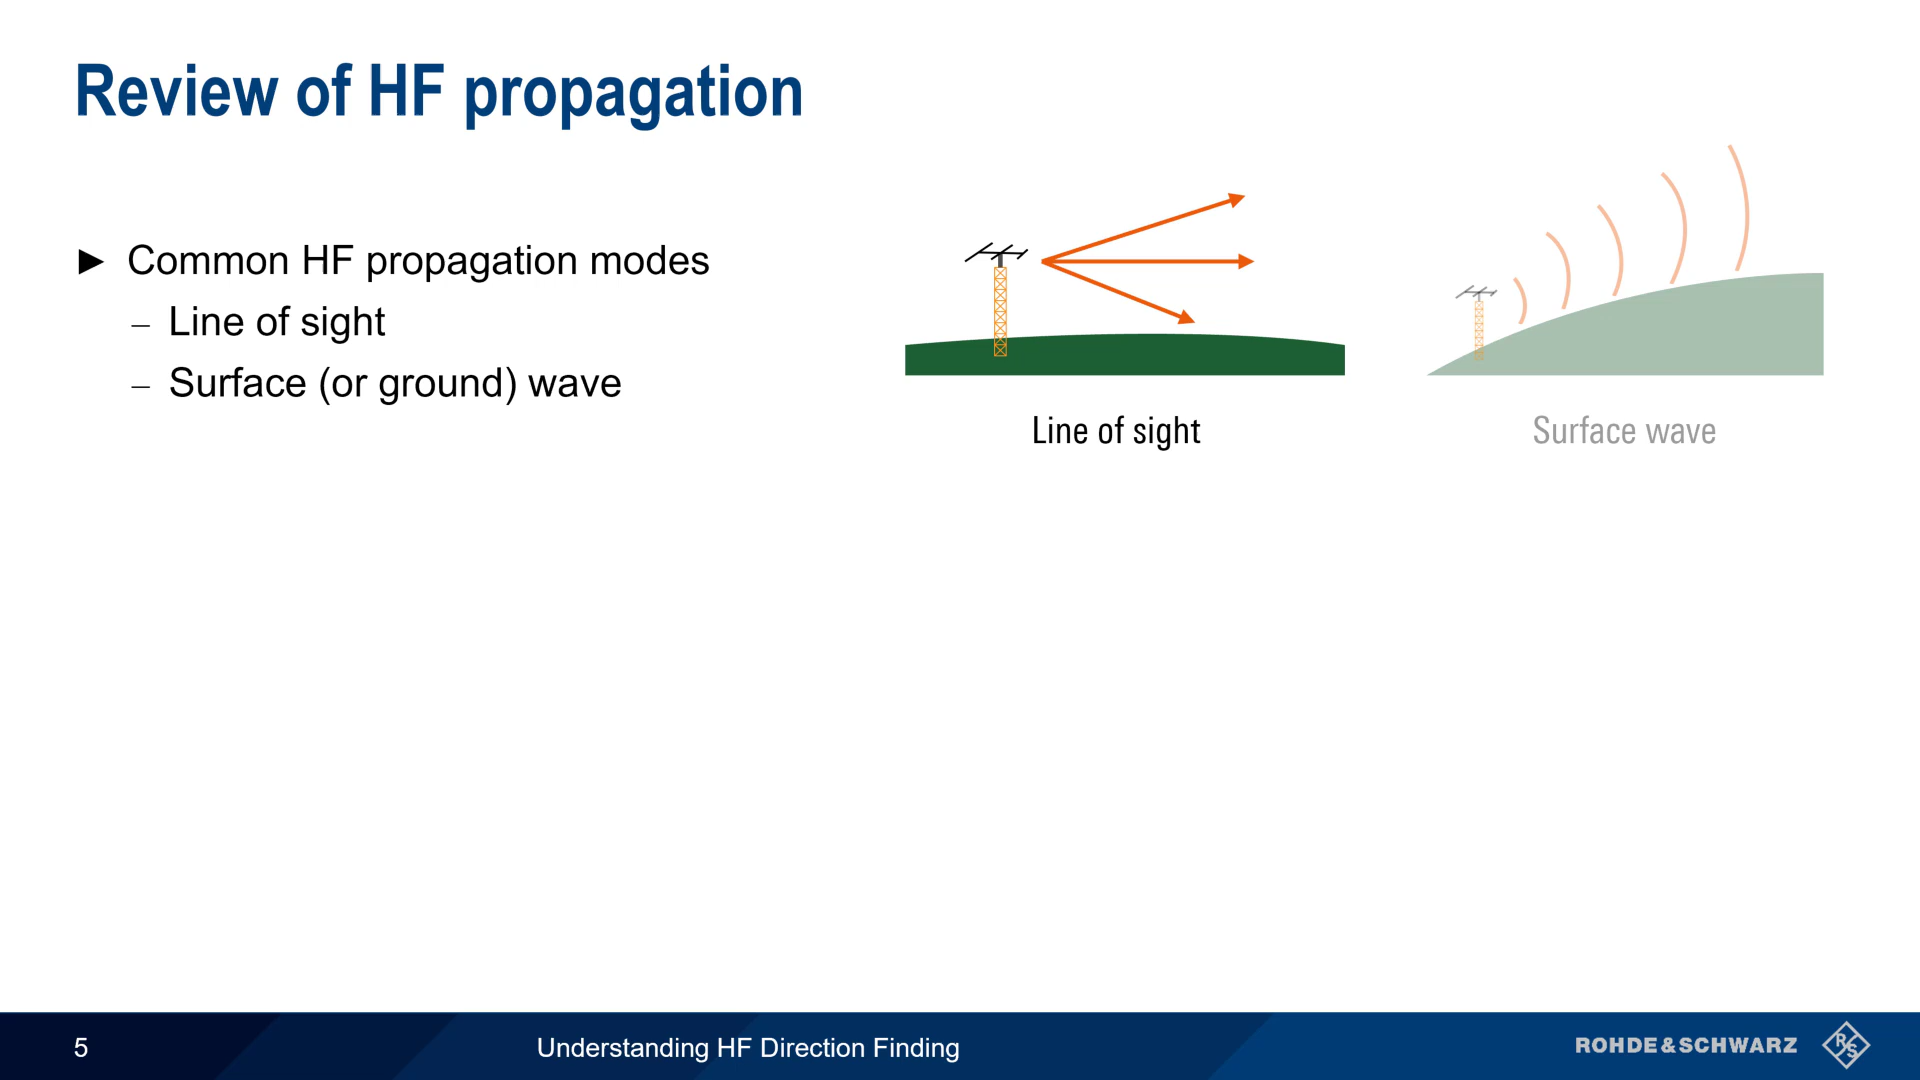 Review of HF propagation
► Common HF propagation modes
– Line of sight
– Surface (or ground) wave
Line of sight
Surface wave
5
Understanding HF Direction Finding
ROHDE&SCHWARZ
R&S